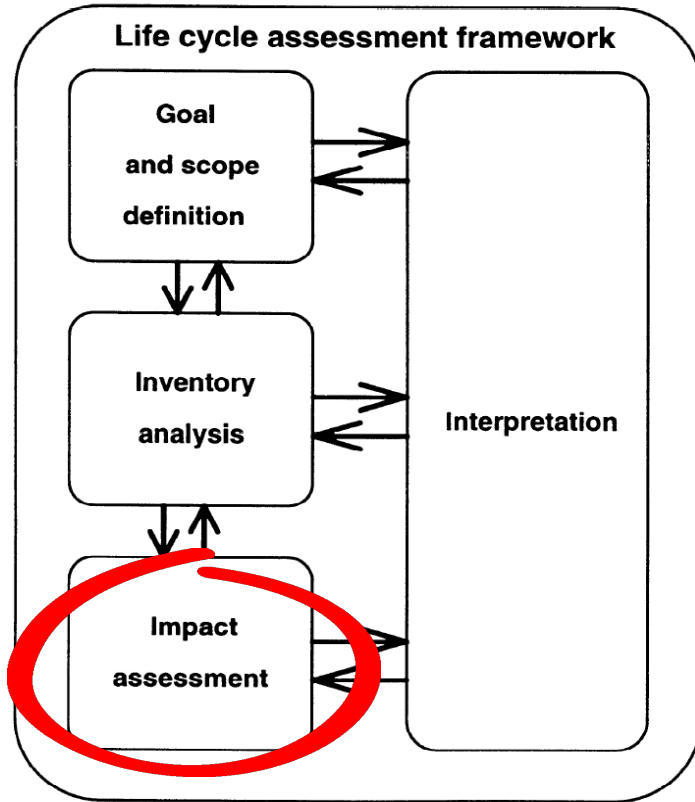 Life cycle assessment framework
Goal
and scope
definition
Inventory
analysis
Interpretation
Impact
assessment